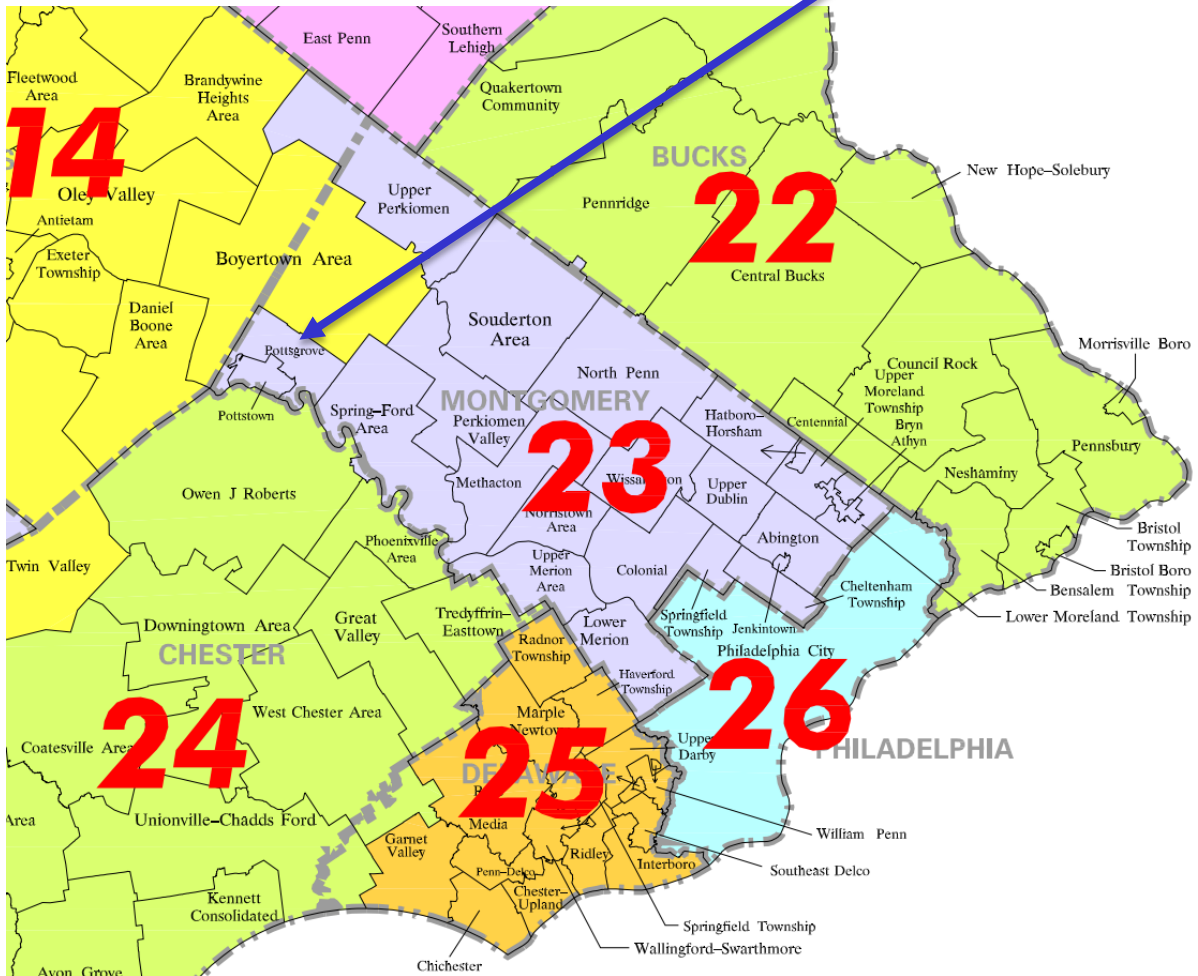 East Penn
Southern
Lehigh
Fleetwood
Area
Brandywine
Heights
Area
Quakertown
Community
14
BUCKS
22
New Hope–Solebury
Oley Valley
Upper
Perkiomen
Pennridge
Antietam
Exeter
Township
Boyertown Area
Central Bucks
Daniel
Boone
Area
Souderton
Area
Pottsgrove
North Penn
Council Rock
Morrisville Boro
Upper
Moreland
Township
Bryn
Athyn
MONTGOMERY
Pottstown
Spring–Ford
Area
Perkiomen
Valley
Hatboro–
Horsham
Centennial
Pennsbury
23
Methacton
Upper
Dublin
Neshaminy
Owen J Roberts
Norristown
Area
Abington
Bristol
Township
Phoenixville
Area
Twin Valley
Upper
Merion
Area
Colonial
Cheltenham
Township
Bristol Boro
Bensalem Township
Lower Moreland Township
Downingtown Area
Great
Valley
Tredyffrin–
Easttown
Lower
Merion
Springfield
Township
Jenkintown
CHESTER
Radnor
Township
Philadelphia City
Haverford
Township
24
West Chester Area
Marple
Newtown
26
Coatesville Area
Upper
Darby
PHILADELPHIA
25
DELAWARE
Area
Unionville–Chadds Ford
Media
William Penn
Garnet
Valley
Penn–Delco
Ridley
Interboro
Southeast Delco
Kennett
Consolidated
Chester–
Upland
Springfield Township
Wallingford–Swarthmore
Chichester
Avon Grove